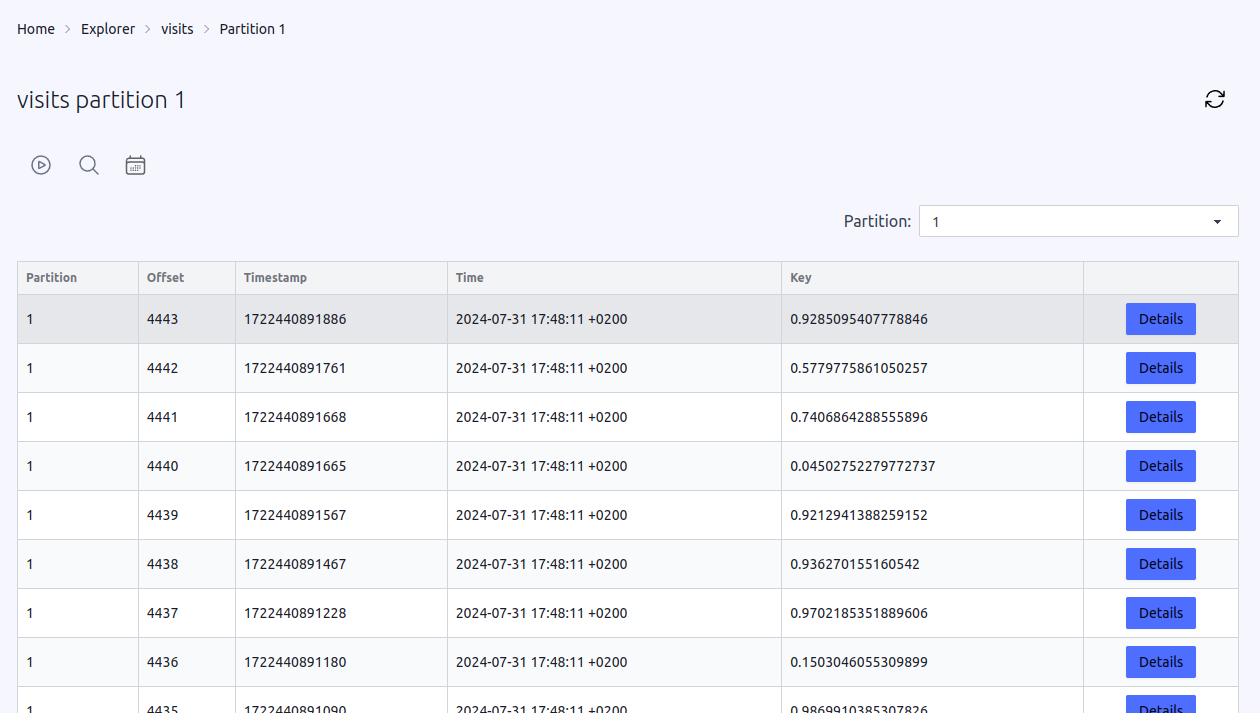 Home > Explorer > visits > Partition 1
visits partition 1
Partition: 1
Partition Offset Timestamp Time Key
1 4443 1722440891886 2024-07-31 17:48:11 +0200 0.9285095407778846 Details
1 4442 1722440891761 2024-07-31 17:48:11 +0200 0.5779775861050257 Details
1 4441 1722440891668 2024-07-31 17:48:11 +0200 0.7406864288555896 Details
1 4440 1722440891665 2024-07-31 17:48:11 +0200 0.04502752279772737 Details
1 4439 1722440891567 2024-07-31 17:48:11 +0200 0.9212941388259152 Details
1 4438 1722440891467 2024-07-31 17:48:11 +0200 0.936270155160542 Details
1 4437 1722440891228 2024-07-31 17:48:11 +0200 0.9702185351889606 Details
1 4436 1722440891180 2024-07-31 17:48:11 +0200 0.1503046055309899 Details
1 4435 1722440891090 2024-07-31 17:48:11 +0200 0.9869910385307826 Details